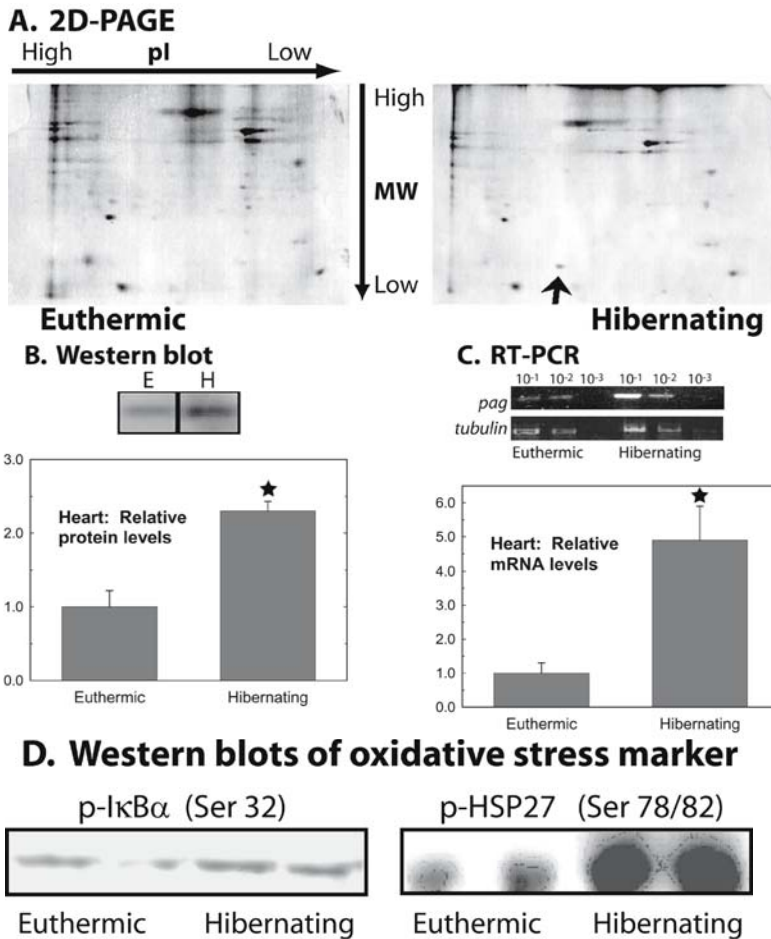 A. 2D-PAGE
High pI Low
High
MW
Low
Euthermic Hibernating
B. Western blot
E H
3.0
2.0
1.0
0.0
Heart: Relative
protein levels
★
Euthermic Hibernating
C. RT-PCR
10-1 10-2 10-3 10-1 10-2 10-3
pag
tubulin
Euthermic Hibernating
6.0
5.0
4.0
3.0
2.0
1.0
0.0
Heart: Relative
mRNA levels
★
Euthermic Hibernating
D. Western blots of oxidative stress marker
p-IκBα (Ser 32) p-HSP27 (Ser 78/82)
Euthermic Hibernating Euthermic Hibernating